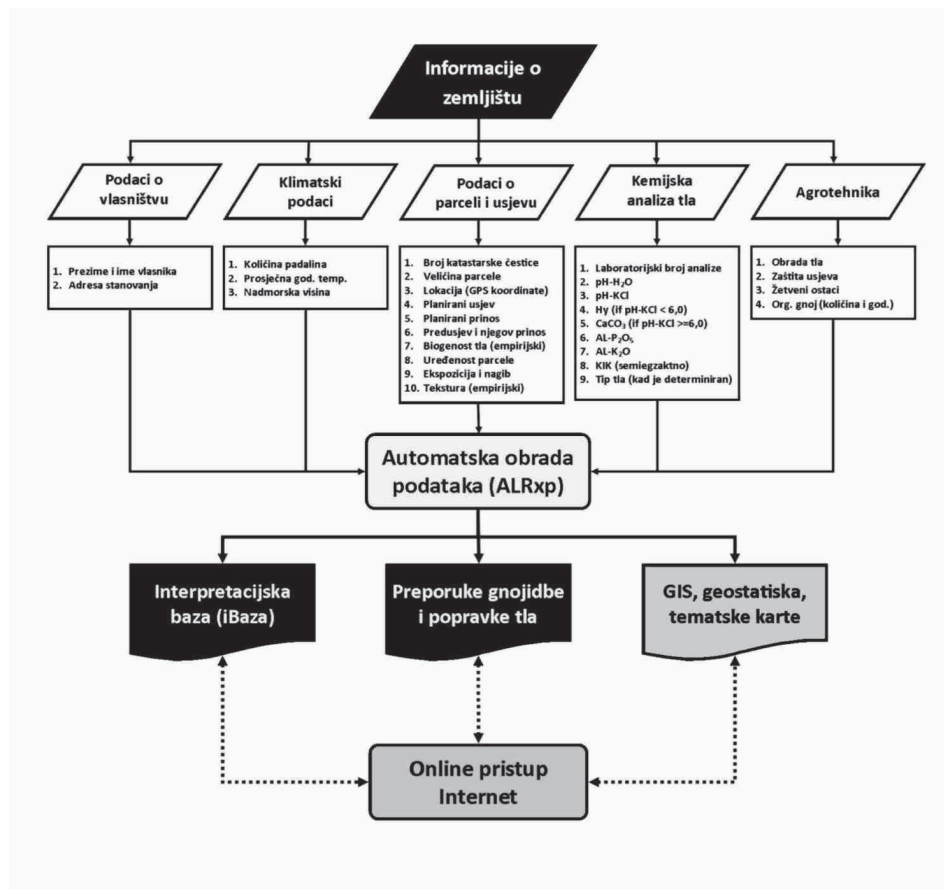 Informacije o
zemljištu
Podaci o
vlasništvu
Klimatski
podaci
Podaci o
parceli i usjevu
Kemijska
analiza tla
Agrotehnika
1. Prezime i ime vlasnika
2. Adresa stanovanja
1. Količina padalina
2. Prosječna god. temp.
3. Nadmorska visina
1. Broj katastarske čestice
2. Veličina parcele
3. Lokacija (GPS koordinate)
4. Planirani usjev
5. Planirani prinos
6. Predusjev i njegov prinos
7. Biogenost tla (empirijski)
8. Uređenost parcele
9. Ekspozicija i nagib
10. Tekstura (empirijski)
1. Laboratorijski broj analize
2. pH-H₂O
3. pH-KCl
4. Hy (if pH-KCl < 6,0)
5. CaCO₃ (if pH-KCl >=6,0)
6. AL-P₂O₅
7. AL-K₂O
8. KIK (semiegzaktno)
9. Tip tla (kad je determiniran)
1. Obrada tla
2. Zaštita usjeva
3. Žetveni ostaci
4. Org. gnoj (količina i god.)
Automatska obrada
podataka (ALRxp)
Interpretacijska
baza (iBaza)
Preporuke gnojidbe
i popravke tla
GIS, geostatiska,
tematske karte
Online pristup
Internet